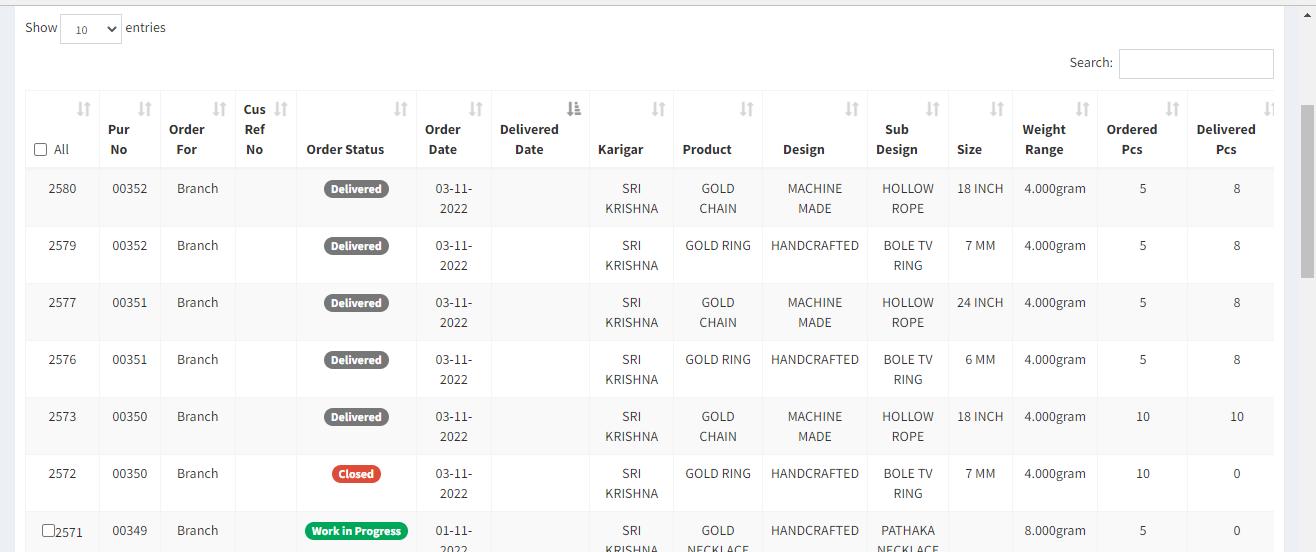 Show 10 entries
Search:
All Pur No Order For Cus Ref No Order Status Order Date Delivered Date Karigar Product Design Sub Design Size Weight Range Ordered Pcs Delivered Pcs
2580 00352 Branch Delivered 03-11-2022 SRI KRISHNA GOLD CHAIN MACHINE MADE HOLLOW ROPE 18 INCH 4.000gram 5 8
2579 00352 Branch Delivered 03-11-2022 SRI KRISHNA GOLD RING HANDCRAFTED BOLE TV RING 7 MM 4.000gram 5 8
2577 00351 Branch Delivered 03-11-2022 SRI KRISHNA GOLD CHAIN MACHINE MADE HOLLOW ROPE 24 INCH 4.000gram 5 8
2576 00351 Branch Delivered 03-11-2022 SRI KRISHNA GOLD RING HANDCRAFTED BOLE TV RING 6 MM 4.000gram 5 8
2573 00350 Branch Delivered 03-11-2022 SRI KRISHNA GOLD CHAIN MACHINE MADE HOLLOW ROPE 18 INCH 4.000gram 10 10
2572 00350 Branch Closed 03-11-2022 SRI KRISHNA GOLD RING HANDCRAFTED BOLE TV RING 7 MM 4.000gram 10 0
2571 00349 Branch Work in Progress 01-11-2022 SRI KRISHNA GOLD NECKLACE HANDCRAFTED PATHAKA NECKLACE 8.000gram 5 0